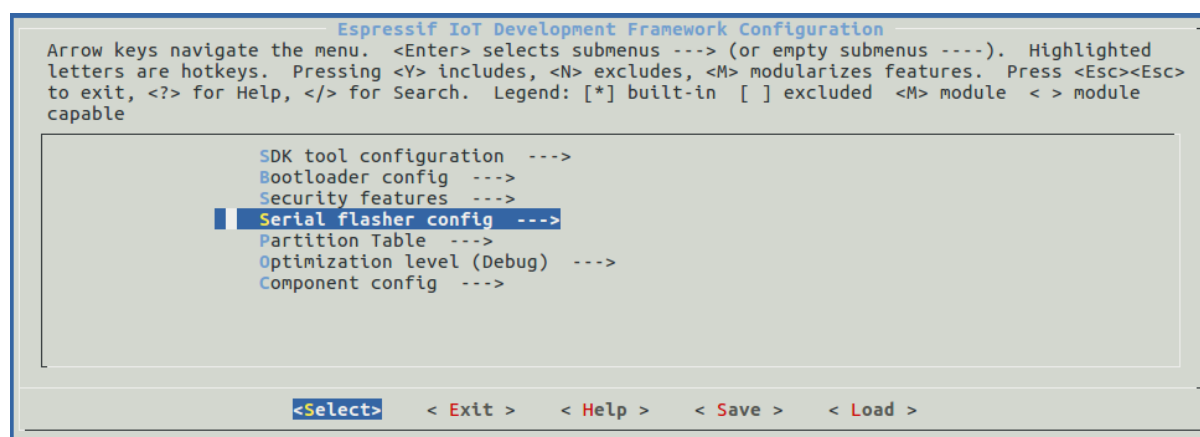 Espressif IoT Development Framework Configuration
Arrow keys navigate the menu.  <Enter> selects submenus ---> (or empty submenus ----).  Highlighted
letters are hotkeys.  Pressing <Y> includes, <N> excludes, <M> modularizes features.  Press <Esc><Esc>
to exit, <?> for Help, </> for Search.  Legend: [*] built-in  [ ] excluded  <M> module  < > module
capable
SDK tool configuration  --->
Bootloader config  --->
Security features  --->
Serial flasher config  --->
Partition Table  --->
Optimization level (Debug)  --->
Component config  --->
<Select>    < Exit >    < Help >    < Save >    < Load >